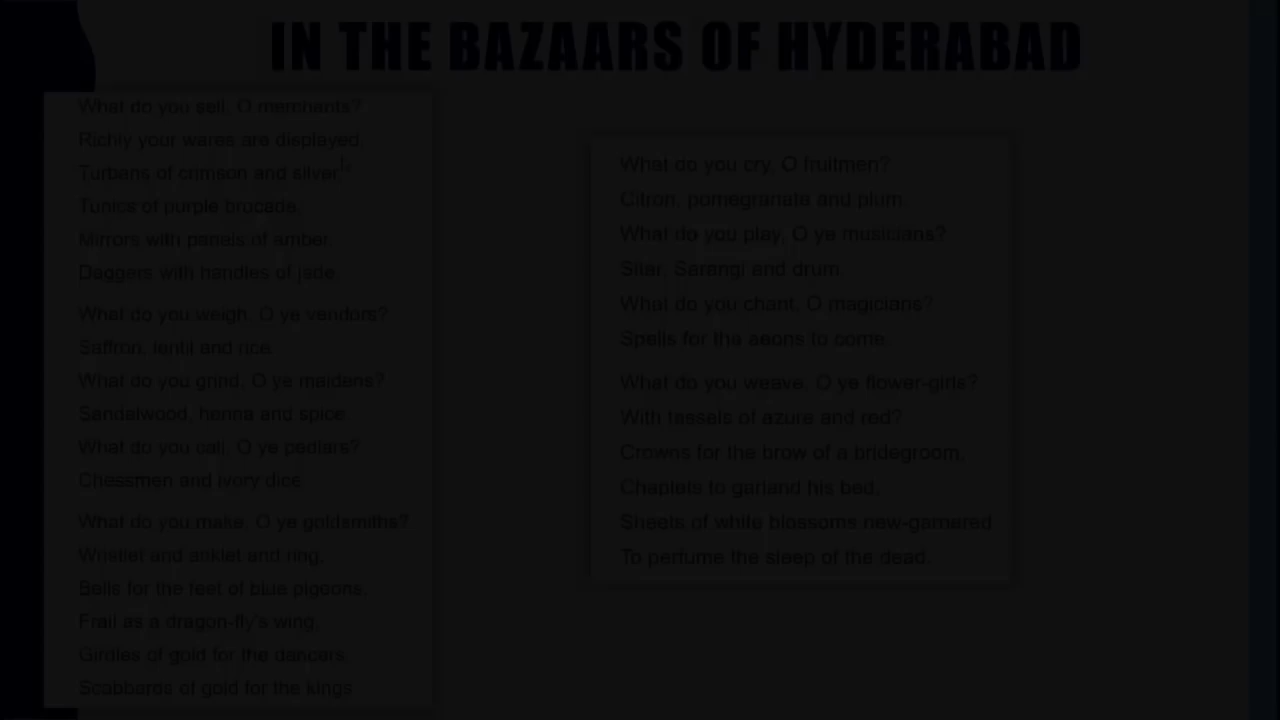 IN THE BAZAARS OF HYDERABAD
What do you sell, O merchants?
Richly your wares are displayed,
Turbans of crimson and silver,
Tunics of purple brocade,
Mirrors with panels of amber,
Daggers with handles of jade.
What do you weigh, O ye vendors?
Saffron, lentil and rice.
What do you grind, O ye maidens?
Sandalwood, henna and spice.
What do you call, O ye pedlars?
Chessmen and ivory dice.
What do you make, O ye goldsmiths?
Wristlet and anklet and ring,
Bells for the feet of blue pigeons,
Frail as a dragon-fly's wing,
Girdles of gold for the dancers,
Scabbards of gold for the kings.
What do you cry, O fruitmen?
Citron, pomegranate and plum.
What do you play, O ye musicians?
Sitar, Sarangi and drum.
What do you chant, O magicians?
Spells for the aeons to come.
What do you weave, O ye flower-girls?
With tassels of azure and red?
Crowns for the brow of a bridegroom,
Chaplets to garland his bed,
Sheets of white blossoms new-garnered
To perfume the sleep of the dead.